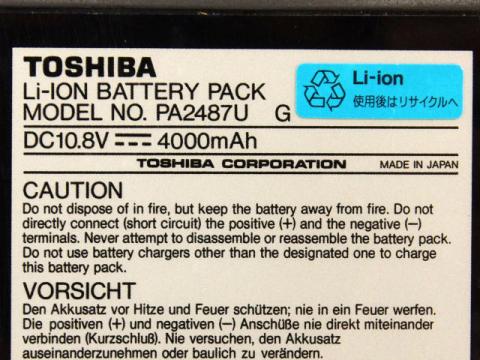 TOSHIBA
Li-ION BATTERY PACK
MODEL NO. PA2487U G
Li-ion
使用後はリサイクルへ
DC10.8V ⎓ 4000mAh
TOSHIBA CORPORATION MADE IN JAPAN
CAUTION
Do not dispose of in fire, but keep the battery away from fire. Do not
directly connect (short circuit) the positive (+) and the negative (–)
terminals. Never attempt to disassemble or reassemble the battery pack.
Do not use battery chargers other than the designated one to charge
this battery pack.
VORSICHT
Den Akkusatz vor Hitze und Feuer schützen; nie in ein Feuer werfen.
Die positiven (+) und negativen (–) Anschüße nie direkt miteinander
verbinden (Kurzschluß). Nie versuchen, den Akkusatz
auseinanderzunehmen oder baulich zu verändern.